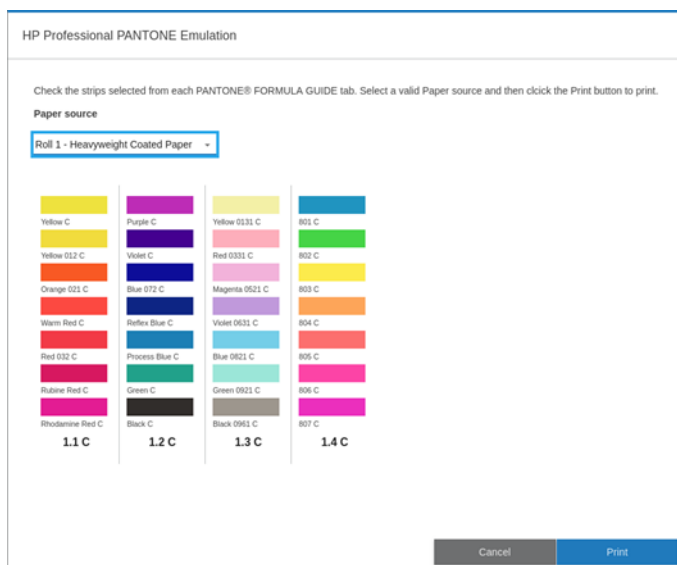 HP Professional PANTONE Emulation
Check the strips selected from each PANTONE® FORMULA GUIDE tab. Select a valid Paper source and then clcick the Print button to print.
Paper source
Roll 1 - Heavyweight Coated Paper
Yellow C
Yellow 012 C
Orange 021 C
Warm Red C
Red 032 C
Rubine Red C
Rhodamine Red C
1.1 C
Purple C
Violet C
Blue 072 C
Reflex Blue C
Process Blue C
Green C
Black C
1.2 C
Yellow 0131 C
Red 0331 C
Magenta 0521 C
Violet 0631 C
Blue 0821 C
Green 0921 C
Black 0961 C
1.3 C
801 C
802 C
803 C
804 C
805 C
806 C
807 C
1.4 C
Cancel
Print